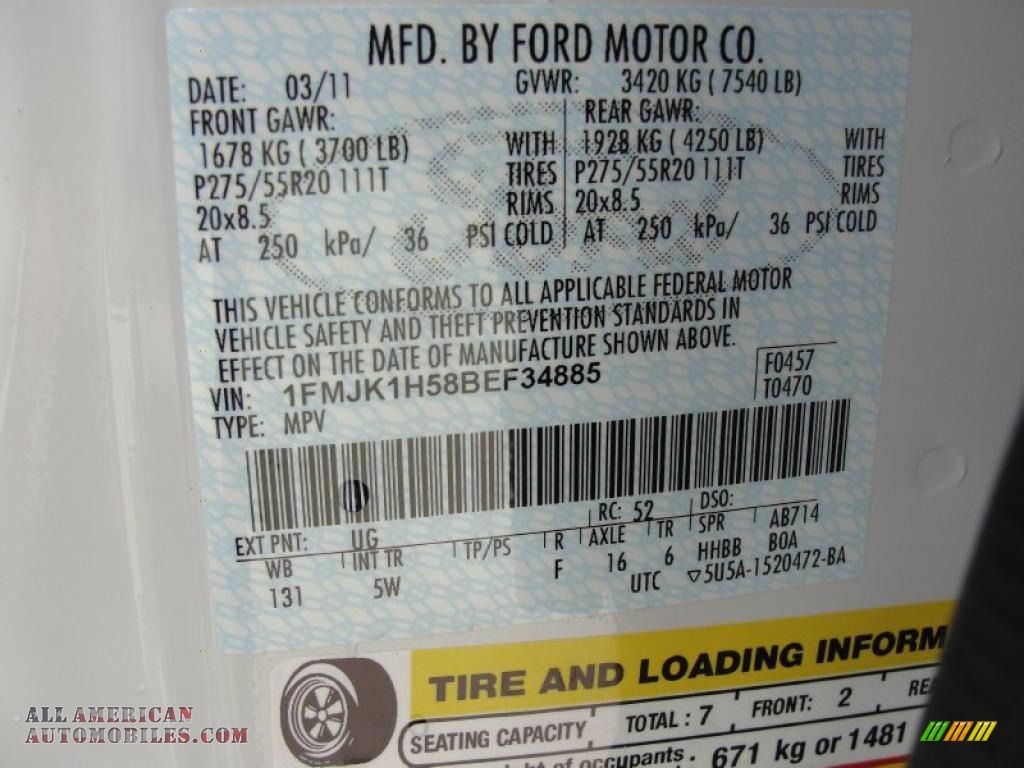 MFD. BY FORD MOTOR CO.
DATE: 03/11 GVWR: 3420 KG ( 7540 LB)
FRONT GAWR: REAR GAWR:
1678 KG ( 3700 LB) WITH 1928 KG ( 4250 LB) WITH
P275/55R20 111T TIRES P275/55R20 111T TIRES
20x8.5 RIMS 20x8.5 RIMS
AT 250 kPa/ 36 PSI COLD AT 250 kPa/ 36 PSI COLD
THIS VEHICLE CONFORMS TO ALL APPLICABLE FEDERAL MOTOR
VEHICLE SAFETY AND THEFT PREVENTION STANDARDS IN
EFFECT ON THE DATE OF MANUFACTURE SHOWN ABOVE.
VIN: 1FMJK1H58BEF34885 F0457
TYPE: MPV T0470
EXT PNT: UG RC: 52 DSO:
WB INT TR TP/PS R AXLE TR SPR AB714
131 5W F 16 6 HHBB BOA
UTC ▽5U5A-1520472-BA
TIRE AND LOADING INFORM
SEATING CAPACITY TOTAL : 7 FRONT: 2 REA
ht of occupants. 671 kg or 1481
ALL AMERICAN
AUTOMOBILES.COM